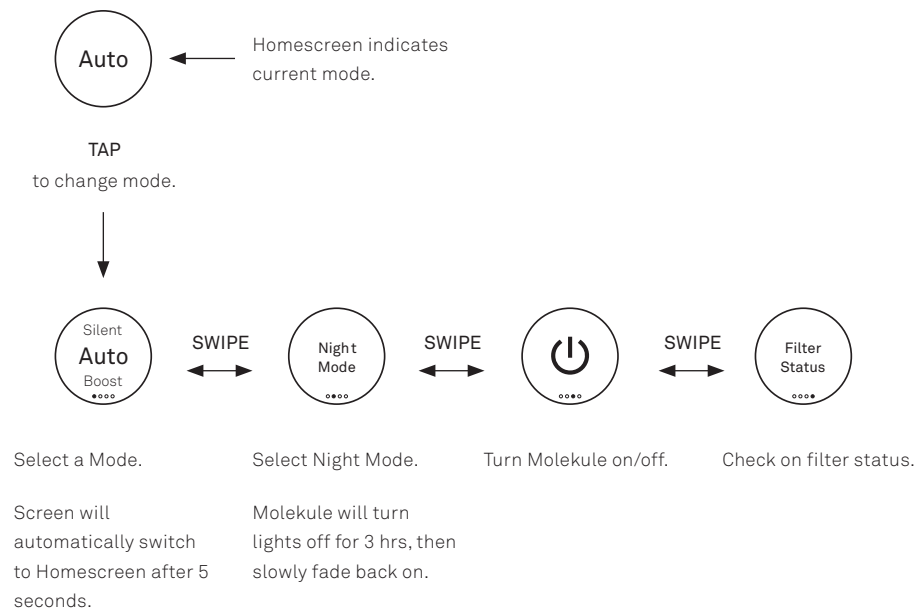 Auto
Homescreen indicates
current mode.
TAP
to change mode.
Silent
Auto
Boost
SWIPE
Night
Mode
SWIPE
SWIPE
Filter
Status
Select a Mode.
Screen will
automatically switch
to Homescreen after 5
seconds.
Select Night Mode.
Molekule will turn
lights off for 3 hrs, then
slowly fade back on.
Turn Molekule on/off.
Check on filter status.